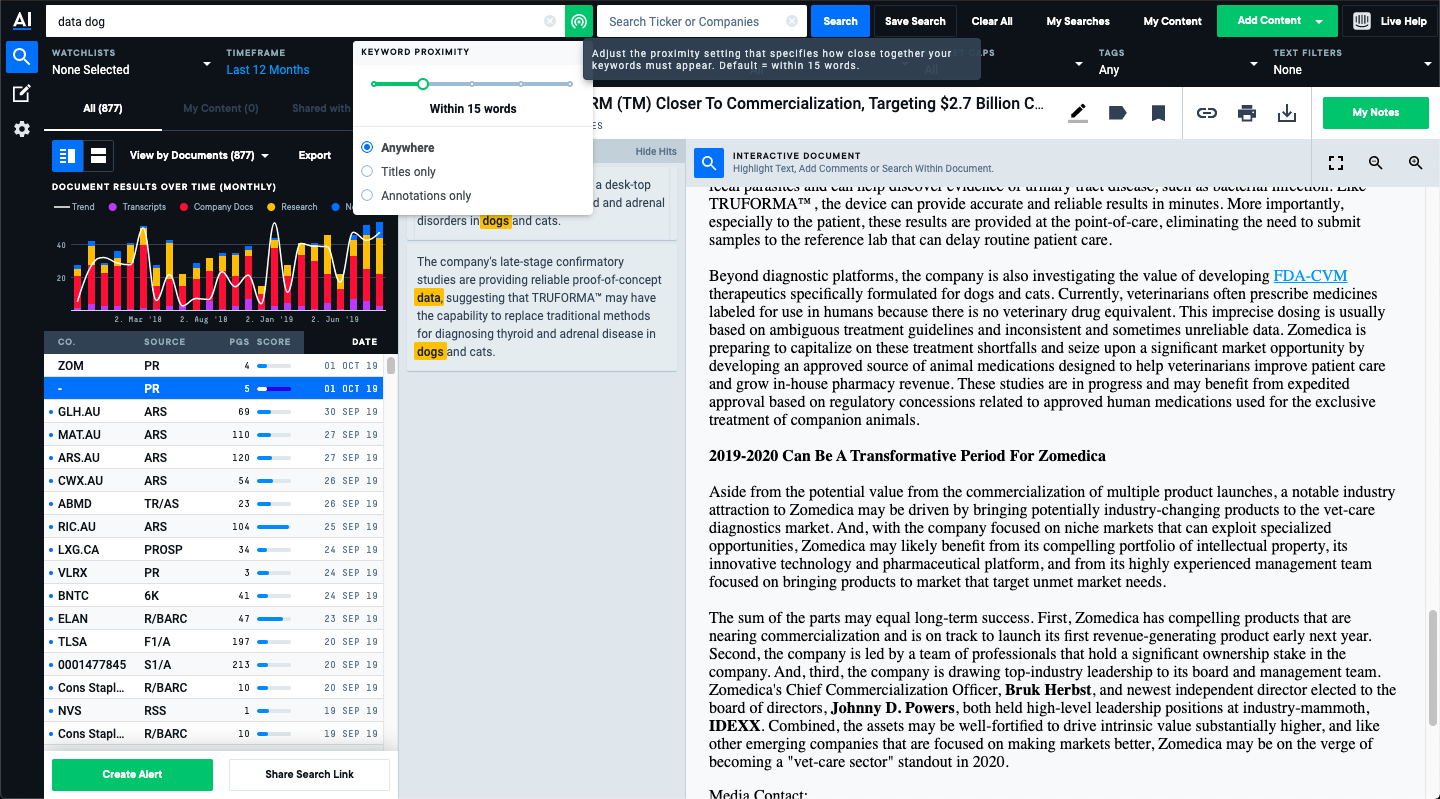 AI
data dog
Search Ticker or Companies
Search
Save Search
Clear All
My Searches
My Content
Add Content
Live Help
WATCHLISTS
None Selected
TIMEFRAME
Last 12 Months
KEYWORD PROXIMITY
Within 15 words
Anywhere
Titles only
Annotations only
Adjust the proximity setting that specifies how close together your
keywords must appear. Default = within 15 words.
TAGS
Any
TEXT FILTERS
None
All (877)
My Content (0)
Shared with
RM (TM) Closer To Commercialization, Targeting $2.7 Billion C...
ES
My Notes
View by Documents (877)
Export
Hide Hits
INTERACTIVE DOCUMENT
Highlight Text, Add Comments or Search Within Document.
DOCUMENT RESULTS OVER TIME (MONTHLY)
Trend
Transcripts
Company Docs
Research
40
20
2. Mar '18
2. Aug '18
2. Jan '19
2. Jun '19
CO. SOURCE PGS SCORE DATE
ZOM PR 4 01 OCT 19
- PR 5 01 OCT 19
GLH.AU ARS 69 30 SEP 19
MAT.AU ARS 110 27 SEP 19
ARS.AU ARS 120 27 SEP 19
CWX.AU ARS 54 26 SEP 19
ABMD TR/AS 23 26 SEP 19
RIC.AU ARS 104 25 SEP 19
LXG.CA PROSP 34 24 SEP 19
VLRX PR 3 24 SEP 19
BNTC 6K 41 24 SEP 19
ELAN R/BARC 47 23 SEP 19
TLSA F1/A 197 20 SEP 19
0001477845 S1/A 213 20 SEP 19
Cons Stapl... R/BARC 10 20 SEP 19
NVS RSS 1 19 SEP 19
Cons Stapl... R/BARC 10 19 SEP 19
Create Alert
Share Search Link
a desk-top
d and adrenal
disorders in dogs and cats.
The company's late-stage confirmatory
studies are providing reliable proof-of-concept
data, suggesting that TRUFORMA™ may have
the capability to replace traditional methods
for diagnosing thyroid and adrenal disease in
dogs and cats.
fecal parasites and can help discover evidence of urinary tract disease, such as bacterial infection. Like
TRUFORMA™ , the device can provide accurate and reliable results in minutes. More importantly,
especially to the patient, these results are provided at the point-of-care, eliminating the need to submit
samples to the reference lab that can delay routine patient care.
Beyond diagnostic platforms, the company is also investigating the value of developing FDA-CVM
therapeutics specifically formulated for dogs and cats. Currently, veterinarians often prescribe medicines
labeled for use in humans because there is no veterinary drug equivalent. This imprecise dosing is usually
based on ambiguous treatment guidelines and inconsistent and sometimes unreliable data. Zomedica is
preparing to capitalize on these treatment shortfalls and seize upon a significant market opportunity by
developing an approved source of animal medications designed to help veterinarians improve patient care
and grow in-house pharmacy revenue. These studies are in progress and may benefit from expedited
approval based on regulatory concessions related to approved human medications used for the exclusive
treatment of companion animals.
2019-2020 Can Be A Transformative Period For Zomedica
Aside from the potential value from the commercialization of multiple product launches, a notable industry
attraction to Zomedica may be driven by bringing potentially industry-changing products to the vet-care
diagnostics market. And, with the company focused on niche markets that can exploit specialized
opportunities, Zomedica may likely benefit from its compelling portfolio of intellectual property, its
innovative technology and pharmaceutical platform, and from its highly experienced management team
focused on bringing products to market that target unmet market needs.
The sum of the parts may equal long-term success. First, Zomedica has compelling products that are
nearing commercialization and is on track to launch its first revenue-generating product early next year.
Second, the company is led by a team of professionals that hold a significant ownership stake in the
company. And, third, the company is drawing top-industry leadership to its board and management team.
Zomedica's Chief Commercialization Officer, Bruk Herbst, and newest independent director elected to the
board of directors, Johnny D. Powers, both held high-level leadership positions at industry-mammoth,
IDEXX. Combined, the assets may be well-fortified to drive intrinsic value substantially higher, and like
other emerging companies that are focused on making markets better, Zomedica may be on the verge of
becoming a "vet-care sector" standout in 2020.
Media Contact: